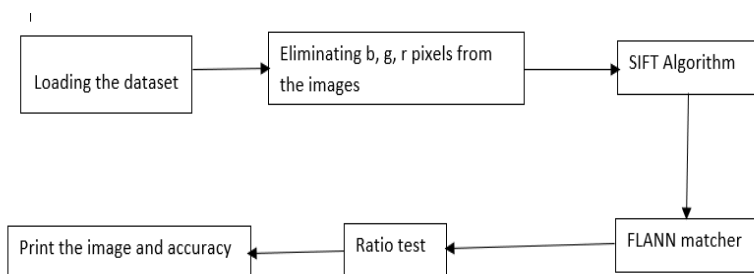 Loading the dataset
Eliminating b, g, r pixels from
the images
SIFT Algorithm
FLANN matcher
Ratio test
Print the image and accuracy